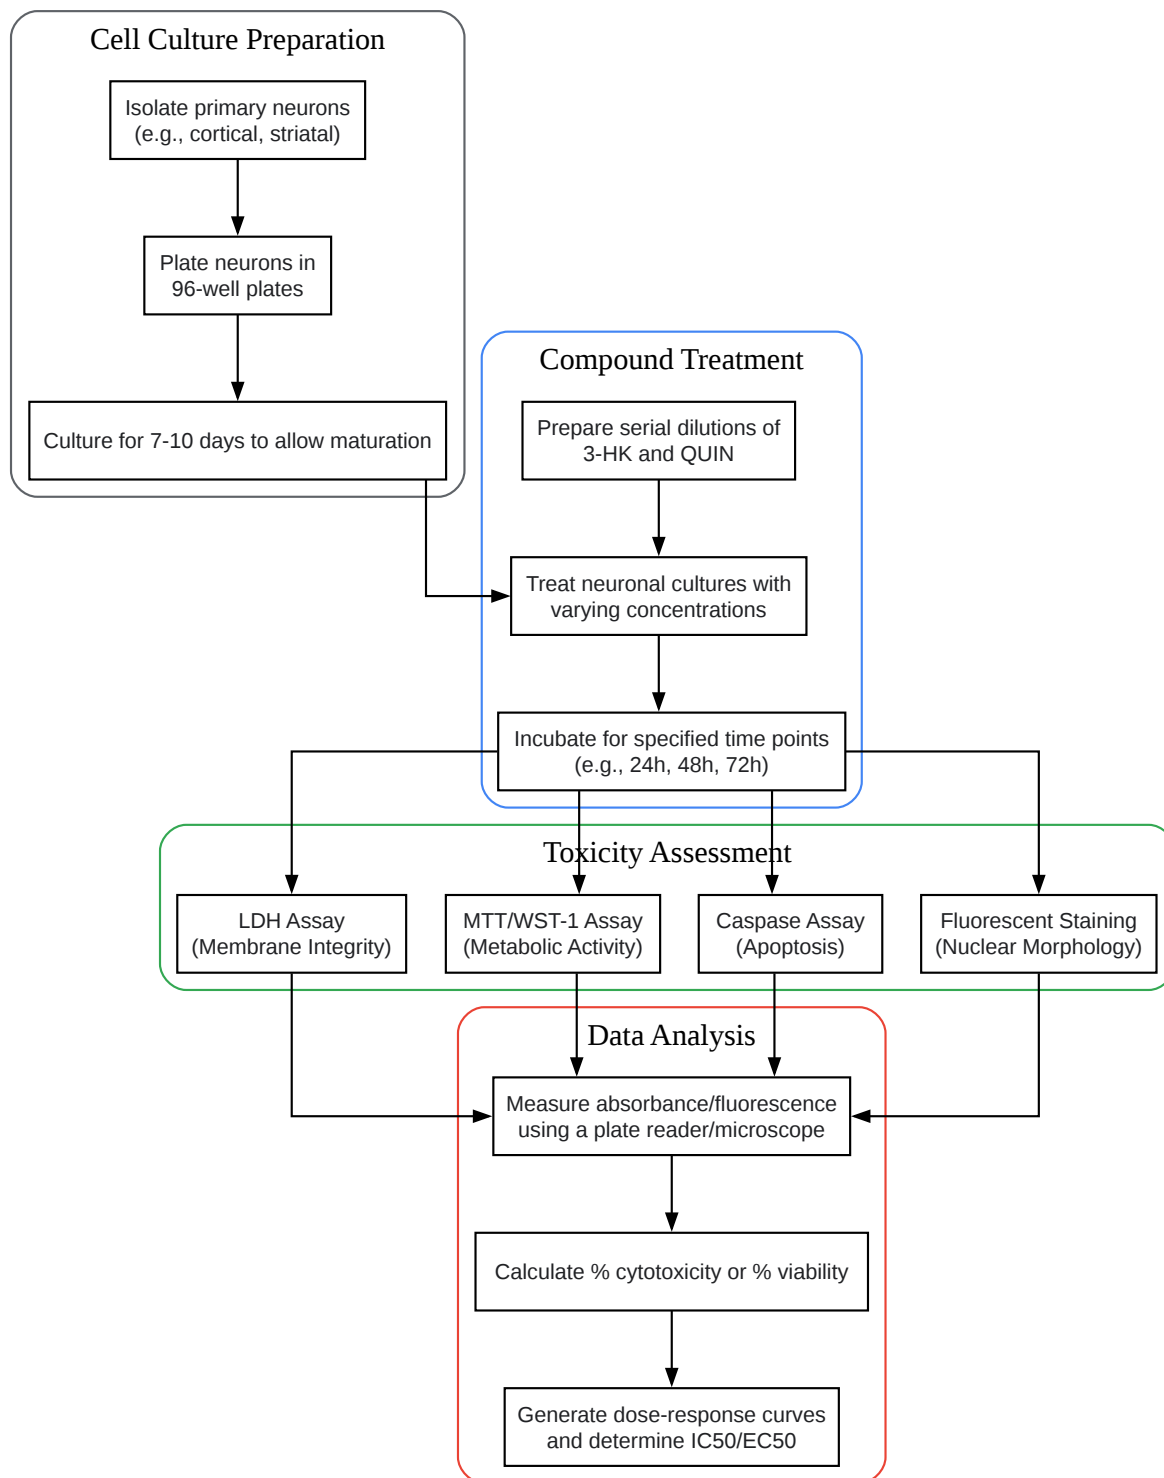 Cell Culture Preparation
Isolate primary neurons
(e.g., cortical, striatal)
Plate neurons in
96-well plates
Culture for 7-10 days to allow maturation
Compound Treatment
Prepare serial dilutions of
3-HK and QUIN
Treat neuronal cultures with
varying concentrations
Incubate for specified time points
(e.g., 24h, 48h, 72h)
Toxicity Assessment
LDH Assay
(Membrane Integrity)
MTT/WST-1 Assay
(Metabolic Activity)
Caspase Assay
(Apoptosis)
Fluorescent Staining
(Nuclear Morphology)
Data Analysis
Measure absorbance/fluorescence
using a plate reader/microscope
Calculate % cytotoxicity or % viability
Generate dose-response curves
and determine IC50/EC50